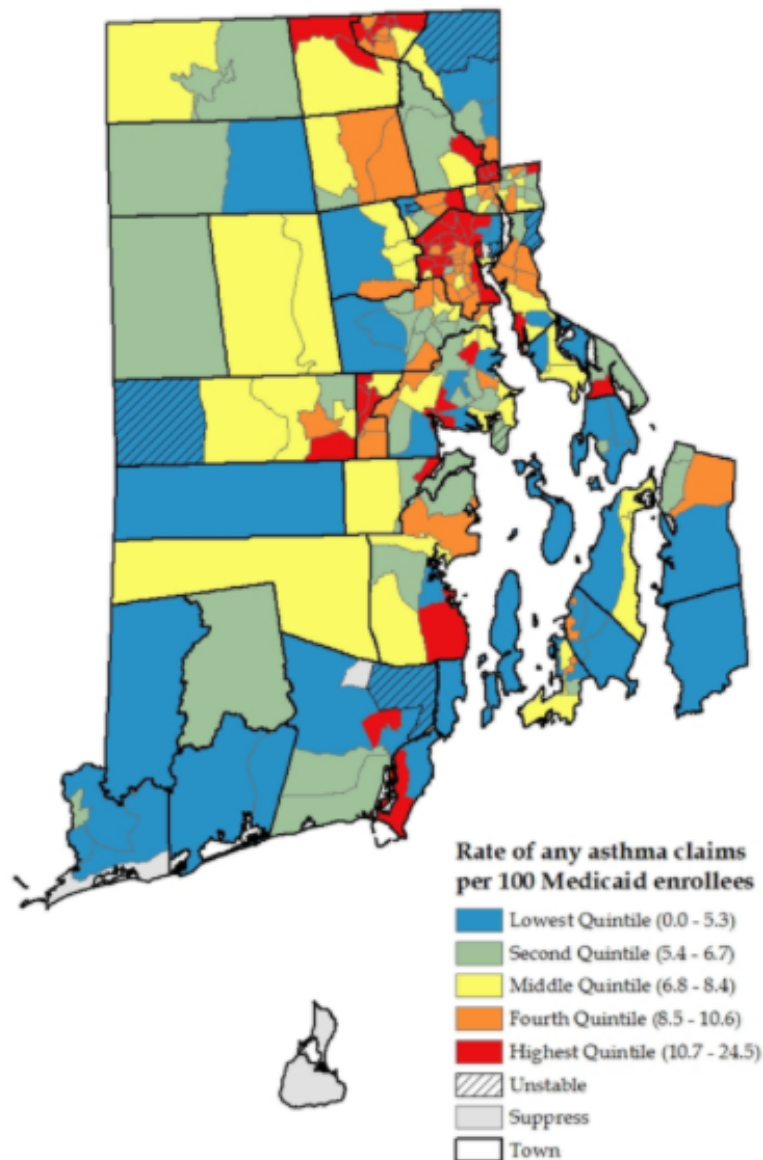 Rate of any asthma claims
per 100 Medicaid enrollees
Lowest Quintile (0.0 - 5.3)
Second Quintile (5.4 - 6.7)
Middle Quintile (6.8 - 8.4)
Fourth Quintile (8.5 - 10.6)
Highest Quintile (10.7 - 24.5)
Unstable
Suppress
Town